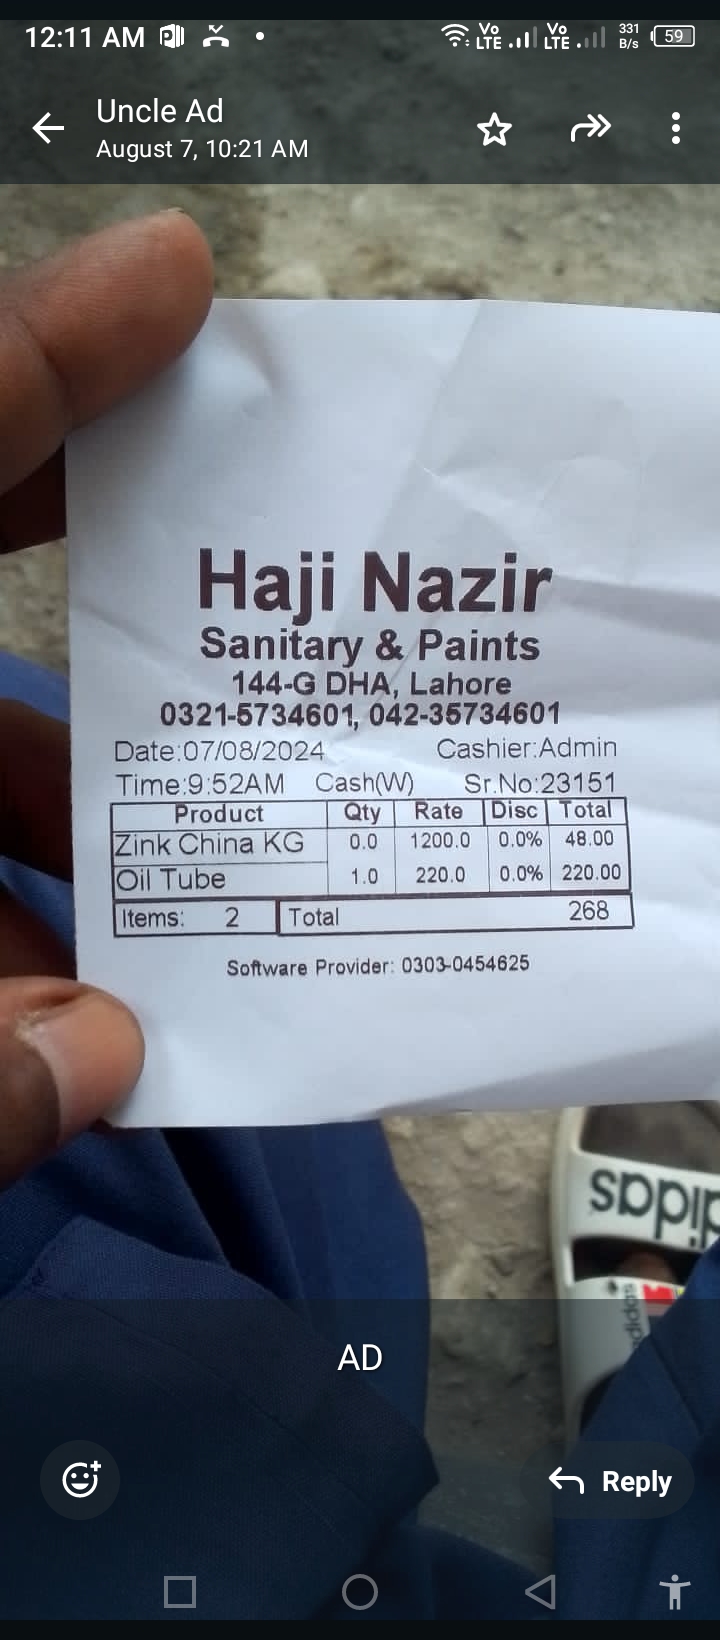 12:11 AM
Vo LTE Vo LTE 331 B/s 59
Uncle Ad
August 7, 10:21 AM
Haji Nazir
Sanitary & Paints
144-G DHA, Lahore
0321-5734601, 042-35734601
Date:07/08/2024 Cashier:Admin
Time:9:52AM Cash(W) Sr.No:23151
Product Qty Rate Disc Total
Zink China KG 0.0 1200.0 0.0% 48.00
Oil Tube 1.0 220.0 0.0% 220.00
Items: 2 Total 268
Software Provider: 0303-0454625
adidas
adidas
AD
Reply